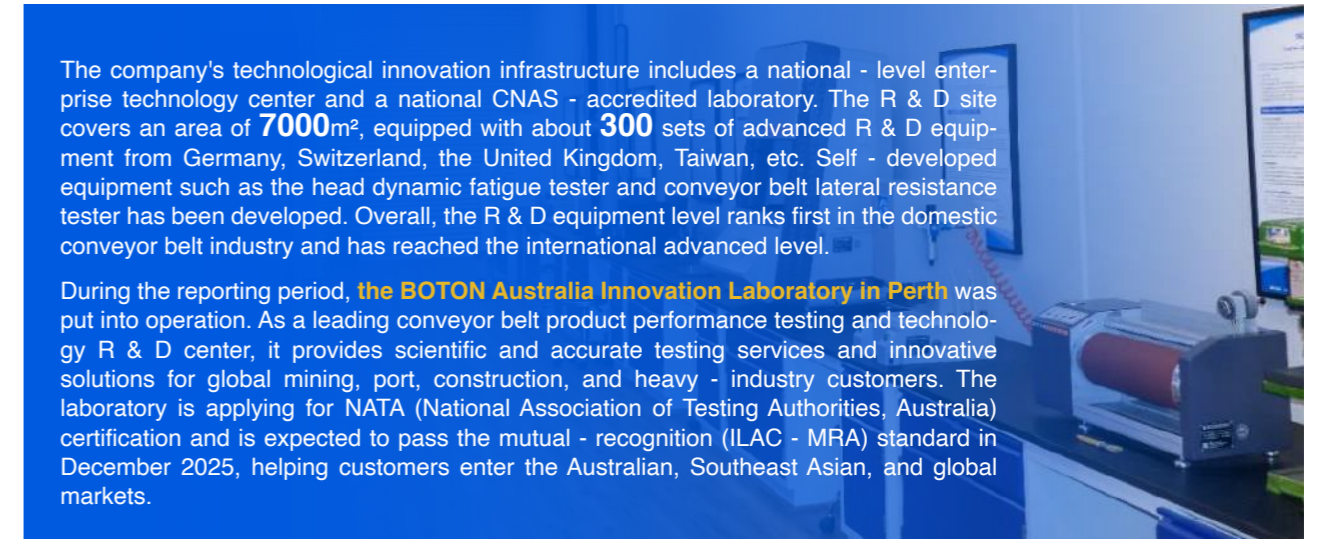 The company's technological innovation infrastructure includes a national - level enter-
prise technology center and a national CNAS - accredited laboratory. The R & D site
covers an area of 7000m², equipped with about 300 sets of advanced R & D equip-
ment from Germany, Switzerland, the United Kingdom, Taiwan, etc. Self - developed
equipment such as the head dynamic fatigue tester and conveyor belt lateral resistance
tester has been developed. Overall, the R & D equipment level ranks first in the domestic
conveyor belt industry and has reached the international advanced level.
During the reporting period, the BOTON Australia Innovation Laboratory in Perth was
put into operation. As a leading conveyor belt product performance testing and technolo-
gy R & D center, it provides scientific and accurate testing services and innovative
solutions for global mining, port, construction, and heavy - industry customers. The
laboratory is applying for NATA (National Association of Testing Authorities, Australia)
certification and is expected to pass the mutual - recognition (ILAC - MRA) standard in
December 2025, helping customers enter the Australian, Southeast Asian, and global
markets.